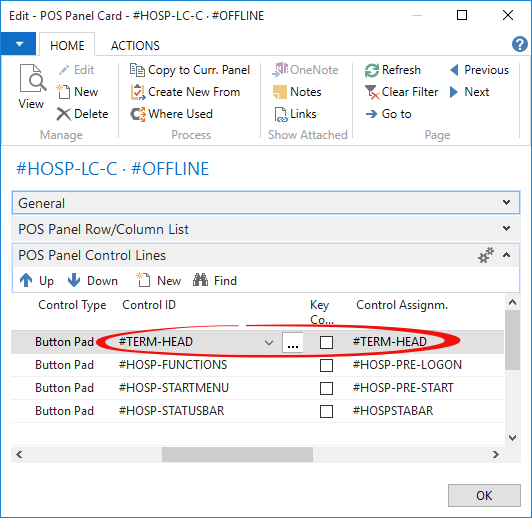 Edit - POS Panel Card - #HOSP-LC-C · #OFFLINE
HOME ACTIONS
View
Edit
New
Delete
Manage
Copy to Curr. Panel
Create New From
Where Used
Process
OneNote
Notes
Links
Show Attached
Refresh
Clear Filter
Go to
Previous
Next
Page
#HOSP-LC-C · #OFFLINE
General
POS Panel Row/Column List
POS Panel Control Lines
Up Down New Find
Control Type Control ID Key Co... Control Assignm.
Button Pad #TERM-HEAD ... #TERM-HEAD
Button Pad #HOSP-FUNCTIONS #HOSP-PRE-LOGON
Button Pad #HOSP-STARTMENU #HOSP-PRE-START
Button Pad #HOSP-STATUSBAR #HOSPSTABAR
OK